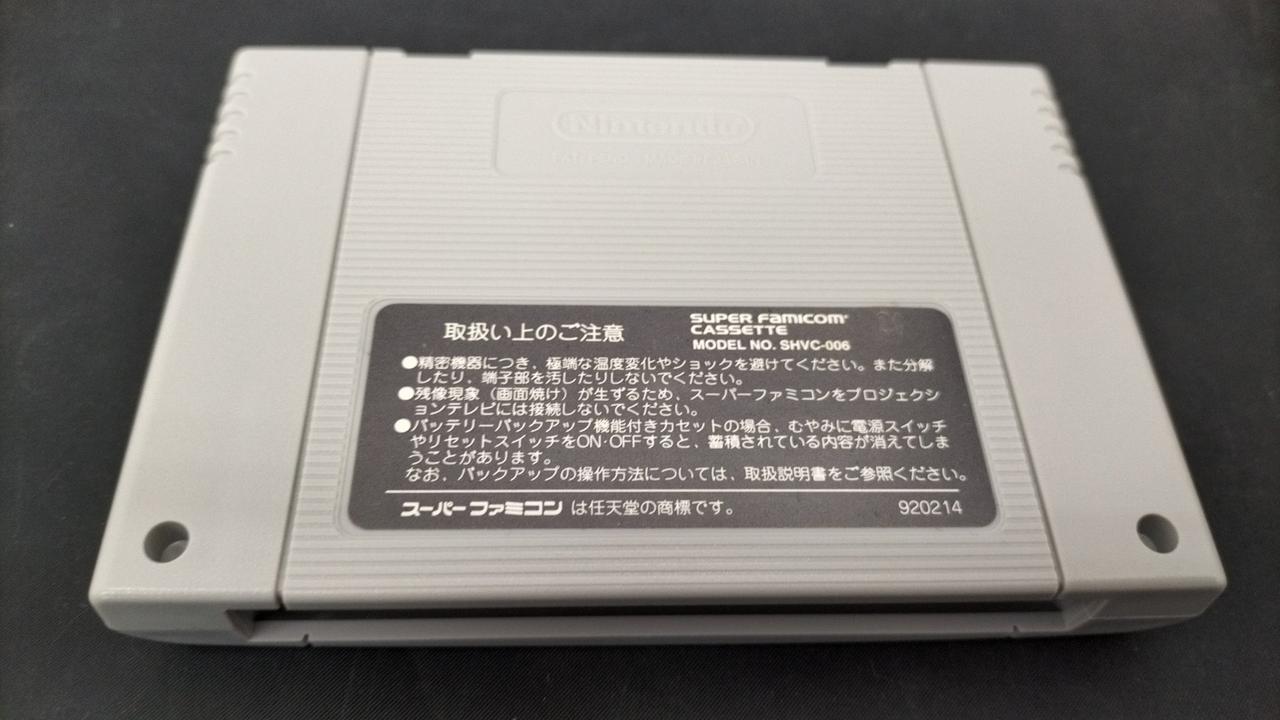 Nintendo
PAT. PEND. MADE IN JAPAN
取扱い上のご注意
SUPER FAMICOM
CASSETTE
MODEL NO. SHVC-006
●精密機器につき、極端な温度変化やショックを避けてください。また分解
したり、端子部を汚したりしないでください。
●残像現象（画面焼け）が生ずるため、スーパーファミコンをプロジェクシ
ョンテレビには接続しないでください。
●バッテリーバックアップ機能付きカセットの場合、むやみに電源スイッチ
やリセットスイッチをON·OFFすると、蓄積されている内容が消えてしま
うことがあります。
なお、バックアップの操作方法については、取扱説明書をご参照ください。
スーパーファミコン は任天堂の商標です。
920214